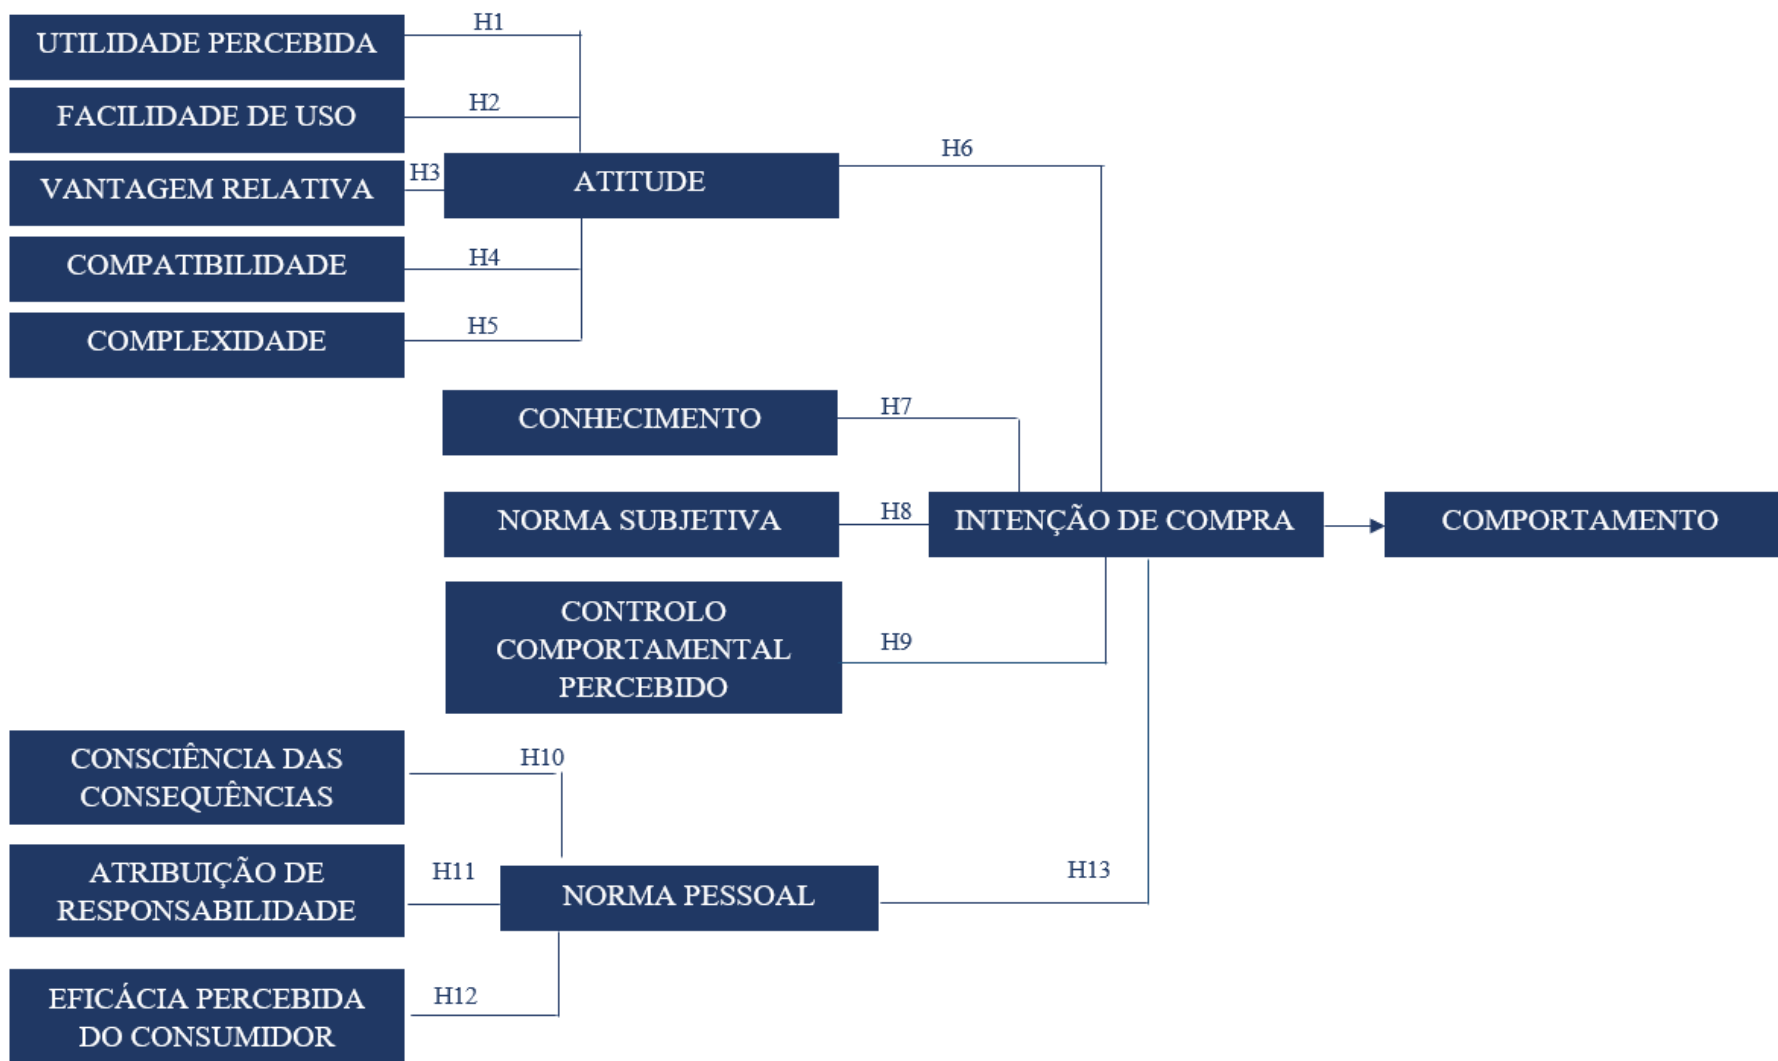 UTILIDADE PERCEBIDA
H1
FACILIDADE DE USO
H2
VANTAGEM RELATIVA
H3
ATITUDE
H6
COMPATIBILIDADE
H4
COMPLEXIDADE
H5
CONHECIMENTO
H7
NORMA SUBJETIVA
H8
INTENÇÃO DE COMPRA
COMPORTAMENTO
CONTROLO
COMPORTAMENTAL
PERCEBIDO
H9
CONSCIÊNCIA DAS
CONSEQUÊNCIAS
H10
ATRIBUIÇÃO DE
RESPONSABILIDADE
H11
NORMA PESSOAL
H13
EFICÁCIA PERCEBIDA
DO CONSUMIDOR
H12